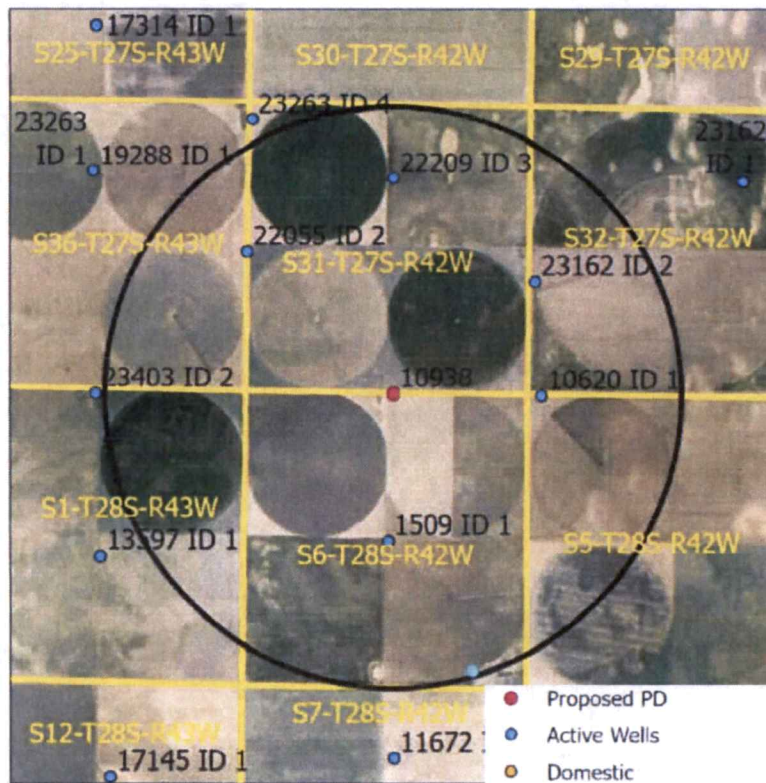 17314 ID 1
S25-T27S-R43W
S30-T27S-R42W
S29-T27S-R42W
23263 ID 4
23263
ID 1
19288 ID 1
22209 ID 3
23162
ID 1
S36-T27S-R43W
22055 ID 2
S31-T27S-R42W
S32-T27S-R42W
23162 ID 2
23403 ID 2
10938
10620 ID 1
S1-T28S-R43W
13597 ID 1
1509 ID 1
S6-T28S-R42W
S5-T28S-R42W
S12-T28S-R43W
S7-T28S-R42W
17145 ID 1
11672
Proposed PD
Active Wells
Domestic